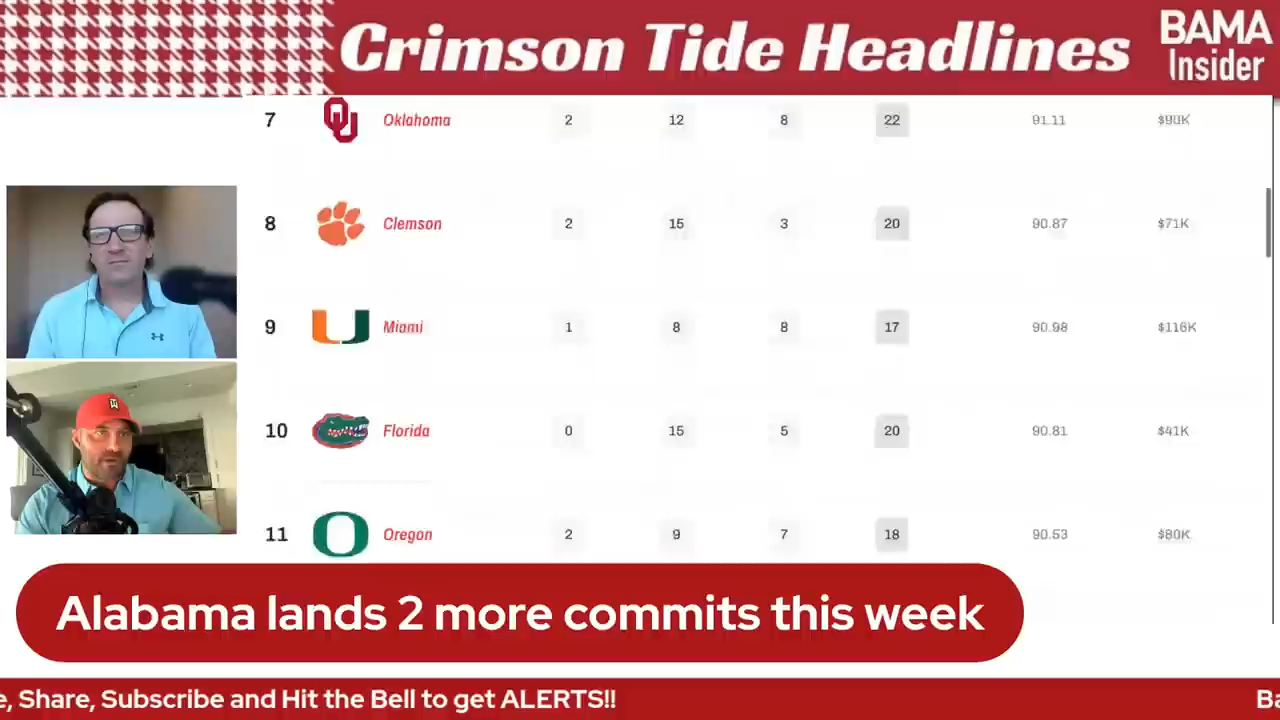 Crimson Tide Headlines
BAMA
Insider
7 OU Oklahoma 2 12 8 22 91.11 $90K
8 Clemson 2 15 3 20 90.87 $71K
9 Miami 1 8 8 17 90.98 $116K
10 Florida 0 15 5 20 90.81 $41K
11 Oregon 2 9 7 18 90.53 $80K
Alabama lands 2 more commits this week
e, Share, Subscribe and Hit the Bell to get ALERTS!! Ba